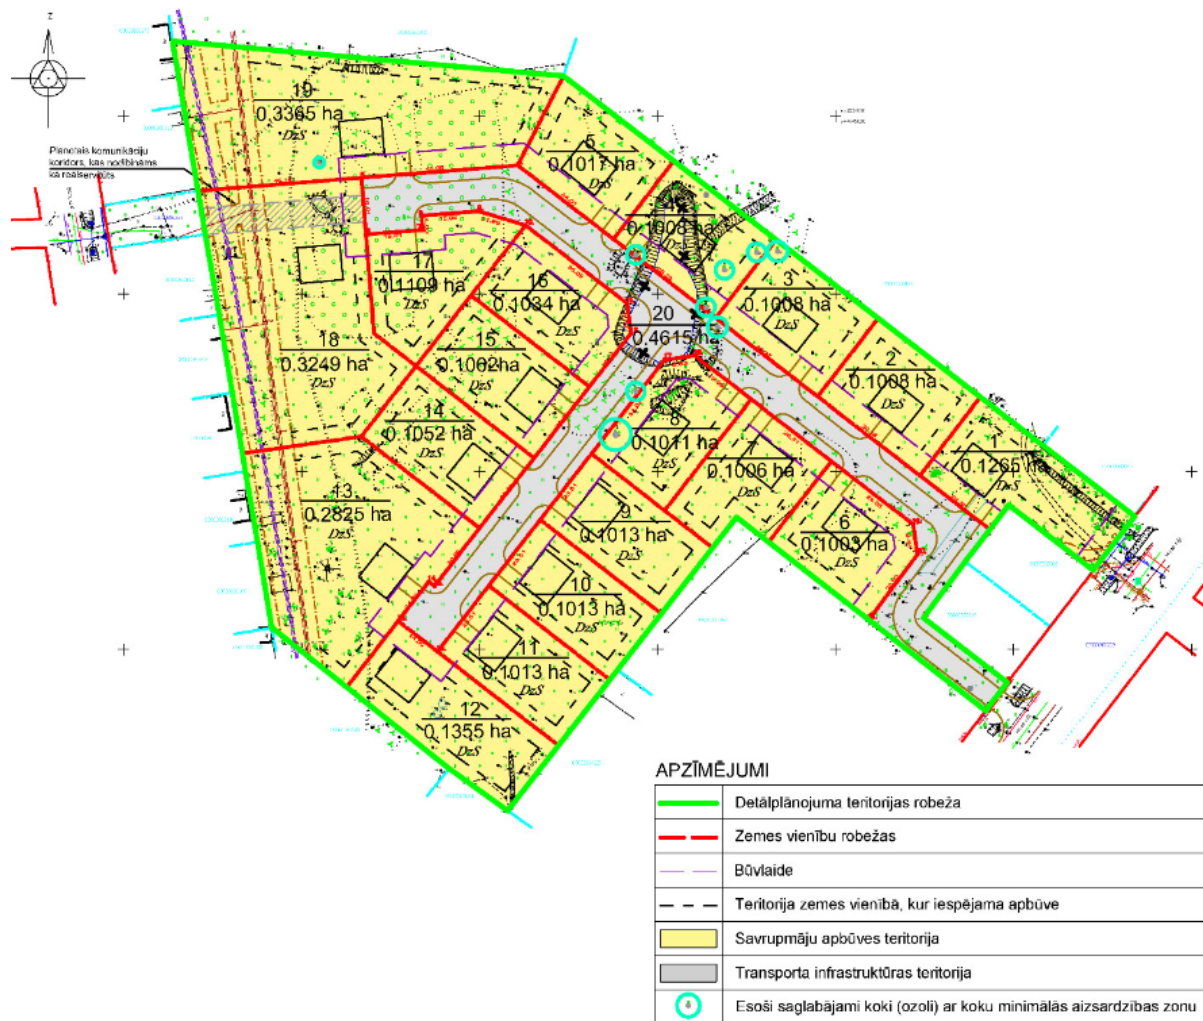 Z
19
0.3365 ha
DzS
Planotais komunikāciju
koridors, kas nodibināms
kā reālservitūts
5
0.1017 ha
DzS
4
0.1008 ha
DzS
17
0.1109 ha
DzS
16
0.1034 ha
DzS
3
0.1008 ha
DzS
20
0.4615 ha
18
0.3249 ha
DzS
15
0.1002 ha
DzS
2
0.1008 ha
DzS
14
0.1052 ha
DzS
8
0.1011 ha
DzS
7
0.1006 ha
DzS
1
0.1265 ha
DzS
13
0.2825 ha
DzS
9
0.1013 ha
DzS
6
0.1003 ha
DzS
10
0.1013 ha
DzS
11
0.1013 ha
DzS
12
0.1355 ha
DzS
APZĪMĒJUMI
Detālplānojuma teritorijas robeža
Zemes vienību robežas
Būvlaide
Teritorija zemes vienībā, kur iespējama apbūve
Savrupmāju apbūves teritorija
Transporta infrastruktūras teritorija
Esoši saglabājami koki (ozoli) ar koku minimālās aizsardzības zonu